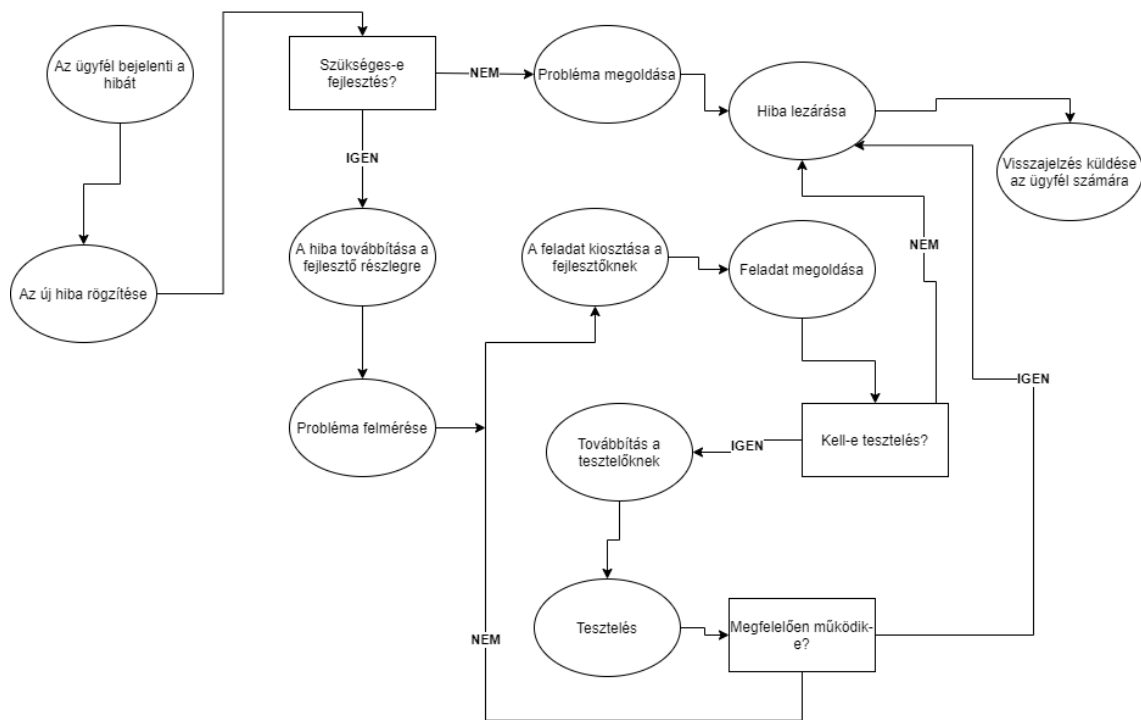 Az ügyfél bejelenti a
hibát
Szükséges-e
fejlesztés?
NEM
Probléma megoldása
Hiba lezárása
Visszajelzés küldése
az ügyfél számára
IGEN
Az új hiba rögzítése
A hiba továbbítása a
fejlesztő részlegre
A feladat kiosztása a
fejlesztőknek
Feladat megoldása
NEM
IGEN
Probléma felmérése
Továbbítás a
tesztelőknek
IGEN
Kell-e tesztelés?
NEM
Tesztelés
Megfelelően működik-
e?